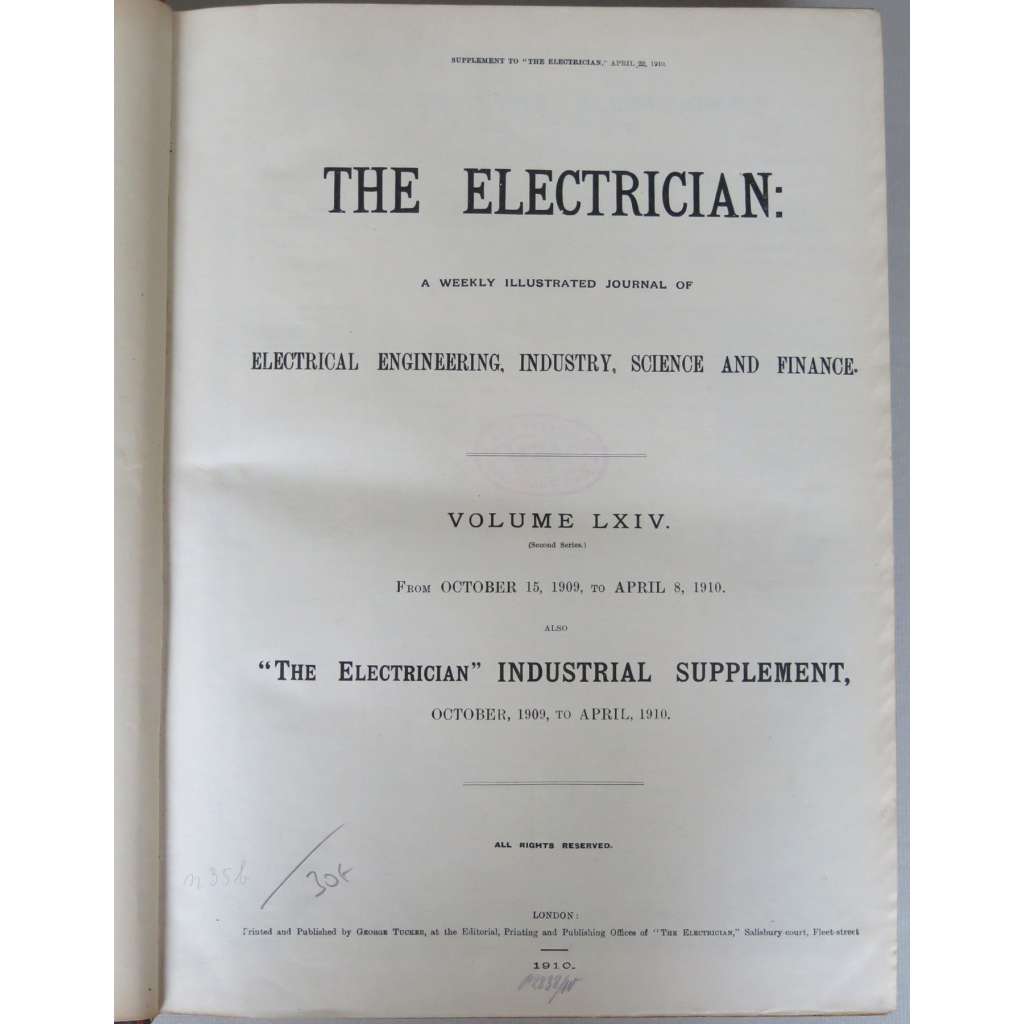 SUPPLEMENT TO "THE ELECTRICIAN," APRIL 22, 1910.
THE ELECTRICIAN:
A WEEKLY ILLUSTRATED JOURNAL OF
ELECTRICAL ENGINEERING, INDUSTRY, SCIENCE AND FINANCE.
VOLUME LXIV.
(Second Series.)
FROM OCTOBER 15, 1909, TO APRIL 8, 1910.
ALSO
"THE ELECTRICIAN" INDUSTRIAL SUPPLEMENT,
OCTOBER, 1909, TO APRIL, 1910.
ALL RIGHTS RESERVED.
LONDON:
Printed and Published by GEORGE TUCKER, at the Editorial, Printing and Publishing Offices of "THE ELECTRICIAN," Salisbury-court, Fleet-street
1910.